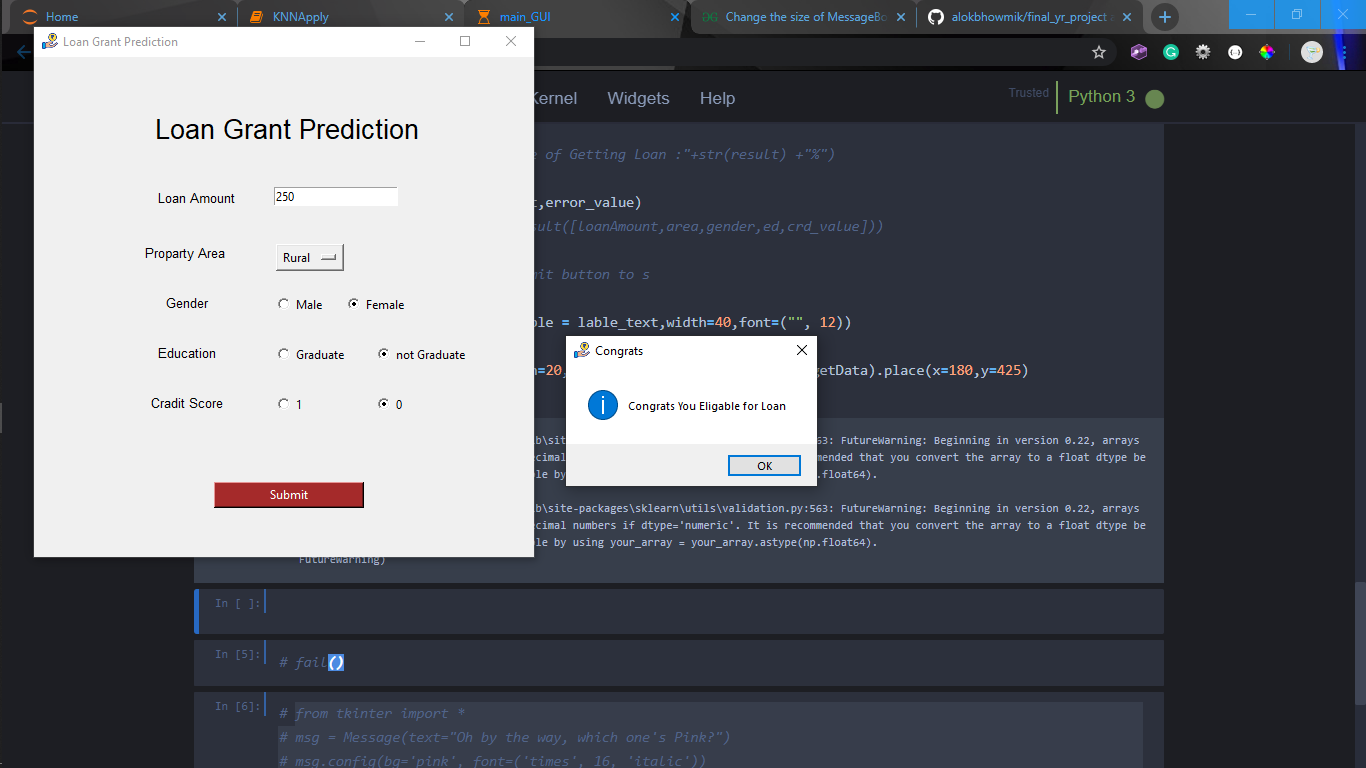 Home
KNNApply
main_GUI
Change the size of MessageBo
alokbhowmik/final_yr_project a
Loan Grant Prediction
Kernel Widgets Help
Trusted
Python 3
Loan Grant Prediction
Loan Amount 250
Proparty Area Rural
Gender Male Female
Education Graduate not Graduate
Cradit Score 1 0
Submit
e of Getting Loan :"+str(result) +"%")
,error_value)
sult([loanAmount,area,gender,ed,crd_value]))
mit button to s
ble = lable_text,width=40,font=("", 12))
=20, getData).place(x=180,y=425)
Congrats
Congrats You Eligable for Loan
OK
b\sit 63: FutureWarning: Beginning in version 0.22, arrays
ecimal mmended that you convert the array to a float dtype be
le by .float64).
b\site-packages\sklearn\utils\validation.py:563: FutureWarning: Beginning in version 0.22, arrays
ecimal numbers if dtype='numeric'. It is recommended that you convert the array to a float dtype be
le by using your_array = your_array.astype(np.float64).
FutureWarning)
In [ ]:
In [5]: # fail()
In [6]: # from tkinter import *
# msg = Message(text="Oh by the way, which one's Pink?")
# msg.config(bg='pink', font=('times', 16, 'italic'))